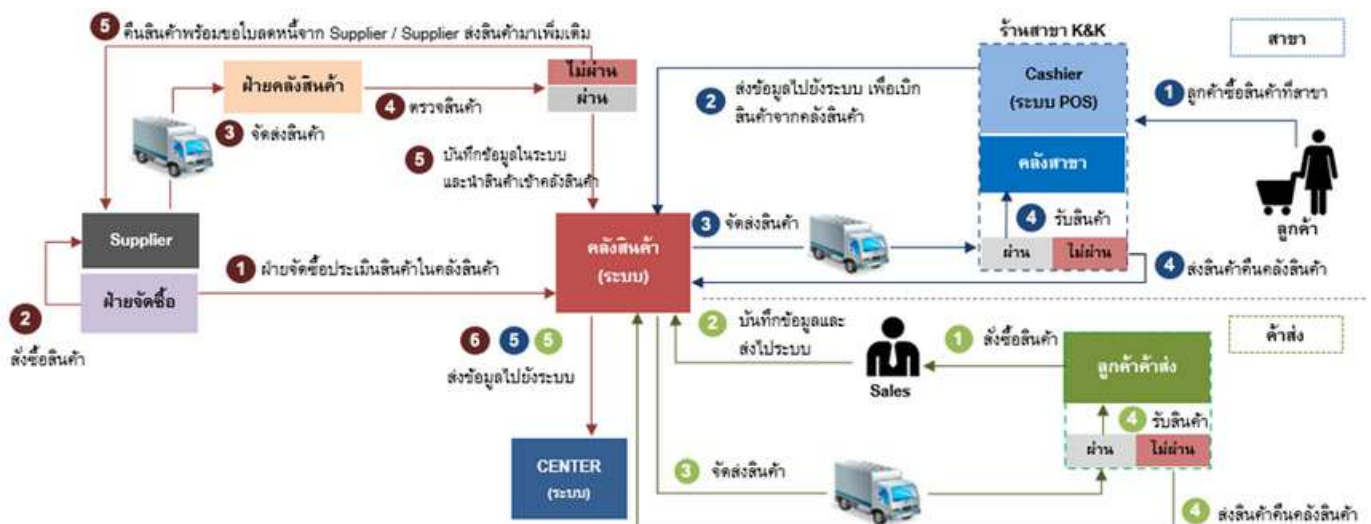 5 คืนสินค้าพร้อมขอใบลดหนี้จาก Supplier / Supplier ส่งสินค้ามาเพิ่มเติม
ฝ่ายคลังสินค้า
4 ตรวจสินค้า
ไม่ผ่าน
ผ่าน
3 จัดส่งสินค้า
5 บันทึกข้อมูลในระบบ
และนำสินค้าเข้าคลังสินค้า
Supplier
ฝ่ายจัดซื้อ
2
สั่งซื้อสินค้า
1 ฝ่ายจัดซื้อประเมินสินค้าในคลังสินค้า
คลังสินค้า
(ระบบ)
6 5 5
ส่งข้อมูลไปยังระบบ
CENTER
(ระบบ)
ร้านสาขา K&K
สาขา
Cashier
(ระบบ POS)
คลังสาขา
1 ลูกค้าซื้อสินค้าที่สาขา
ลูกค้า
2 ส่งข้อมูลไปยังระบบ เพื่อเบิก
สินค้าจากคลังสินค้า
3 จัดส่งสินค้า
4 รับสินค้า
ผ่าน
ไม่ผ่าน
4 ส่งสินค้าคืนคลังสินค้า
ค้าส่ง
2 บันทึกข้อมูลและ
ส่งไประบบ
Sales
1 สั่งซื้อสินค้า
ลูกค้าค้าส่ง
4 รับสินค้า
ผ่าน
ไม่ผ่าน
3 จัดส่งสินค้า
4 ส่งสินค้าคืนคลังสินค้า